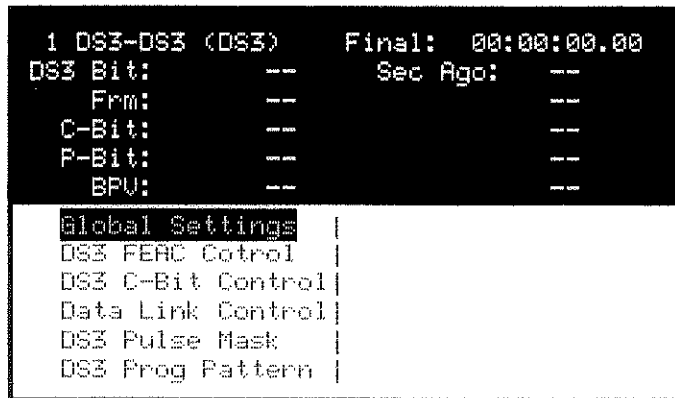 1 DS3-DS3 (DS3) Final: 00:00:00.00
DS3 Bit: -- Sec Ago: --
Frm: -- --
C-Bit: -- --
P-Bit: -- --
BPV: -- --
Global Settings |
DS3 FEAC Cotrol |
DS3 C-Bit Control|
Data Link Control|
DS3 Pulse Mask |
DS3 Prog Pattern |